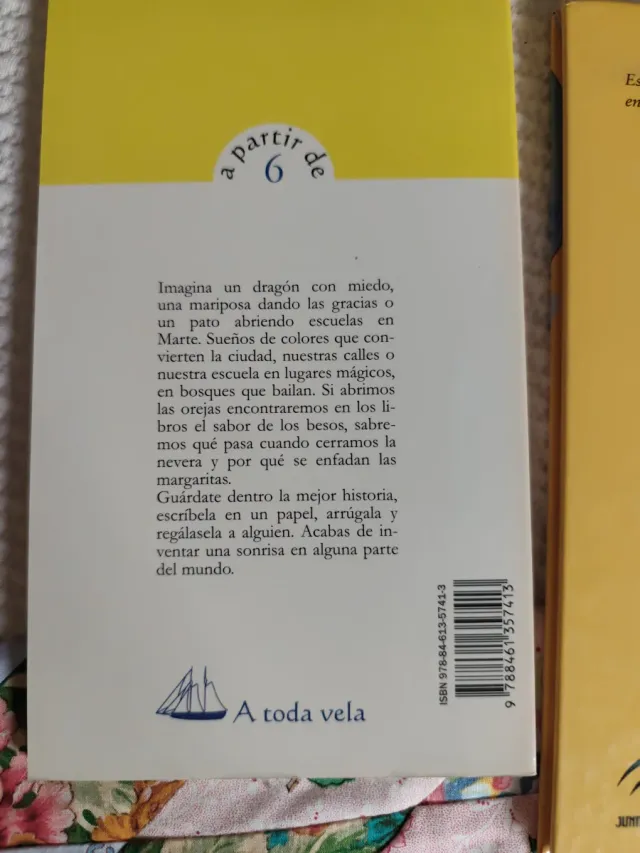 a partir de
6
Imagina un dragón con miedo,
una mariposa dando las gracias o
un pato abriendo escuelas en
Marte. Sueños de colores que con-
vierten la ciudad, nuestras calles o
nuestra escuela en lugares mágicos,
en bosques que bailan. Si abrimos
las orejas encontraremos en los li-
bros el sabor de los besos, sabre-
mos qué pasa cuando cerramos la
nevera y por qué se enfadan las
margaritas.
Guárdate dentro la mejor historia,
escríbela en un papel, arrúgala y
regálasela a alguien. Acabas de in-
ventar una sonrisa en alguna parte
del mundo.
A toda vela
ISBN 978-84-613-5741-3
9 788461 357413
Es
en